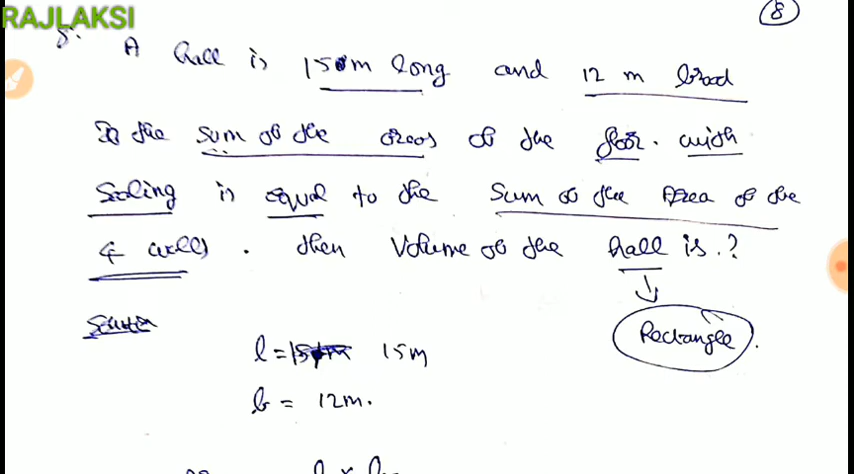 RAJLAKSI
8
5. A hall is 15m long and 12 m broad
If the sum of the areas of the floor. with
Seiling is equal to the Sum of the Area of the
4 walls . then Volume of the hall is.?
Rectangle.
l = 15m
b = 12m.
l x b